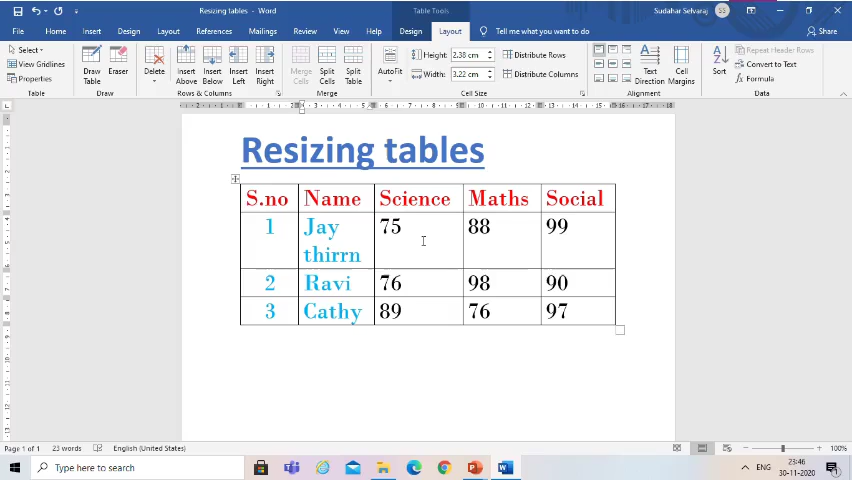 Resizing tables - Word
Table Tools
Sudahar Selvaraj
SS
File Home Insert Design Layout References Mailings Review View Help Design Layout Tell me what you want to do Share
Select
View Gridlines
Properties
Table
Draw Table
Eraser
Draw
Delete
Insert Above
Insert Below
Insert Left
Insert Right
Rows & Columns
Merge Cells
Split Cells
Split Table
Merge
AutoFit
Height: 2.38 cm
Width: 3.22 cm
Distribute Rows
Distribute Columns
Cell Size
Text Direction
Cell Margins
Alignment
Sort
Repeat Header Rows
Convert to Text
Formula
Data
Resizing tables
S.no Name Science Maths Social
1 Jay thirrn 75 88 99
2 Ravi 76 98 90
3 Cathy 89 76 97
Page 1 of 1 23 words English (United States) 100%
Type here to search
ENG
23:46
30-11-2020